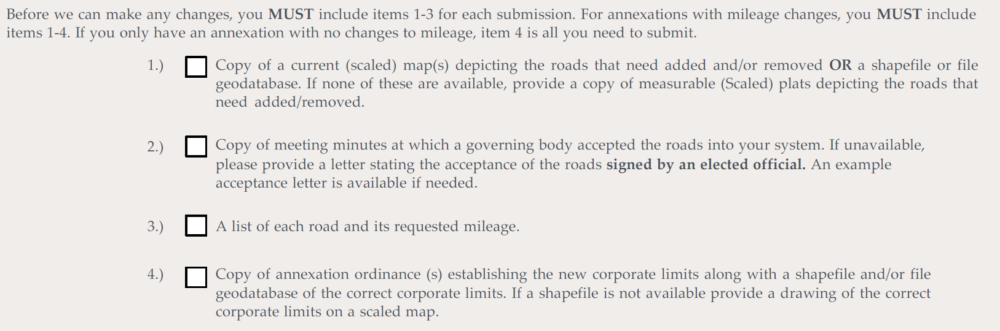 Before we can make any changes, you MUST include items 1-3 for each submission. For annexations with mileage changes, you MUST include
items 1-4. If you only have an annexation with no changes to mileage, item 4 is all you need to submit.
1.) Copy of a current (scaled) map(s) depicting the roads that need added and/or removed OR a shapefile or file
geodatabase. If none of these are available, provide a copy of measurable (Scaled) plats depicting the roads that
need added/removed.
2.) Copy of meeting minutes at which a governing body accepted the roads into your system. If unavailable,
please provide a letter stating the acceptance of the roads signed by an elected official. An example
acceptance letter is available if needed.
3.) A list of each road and its requested mileage.
4.) Copy of annexation ordinance (s) establishing the new corporate limits along with a shapefile and/or file
geodatabase of the correct corporate limits. If a shapefile is not available provide a drawing of the correct
corporate limits on a scaled map.